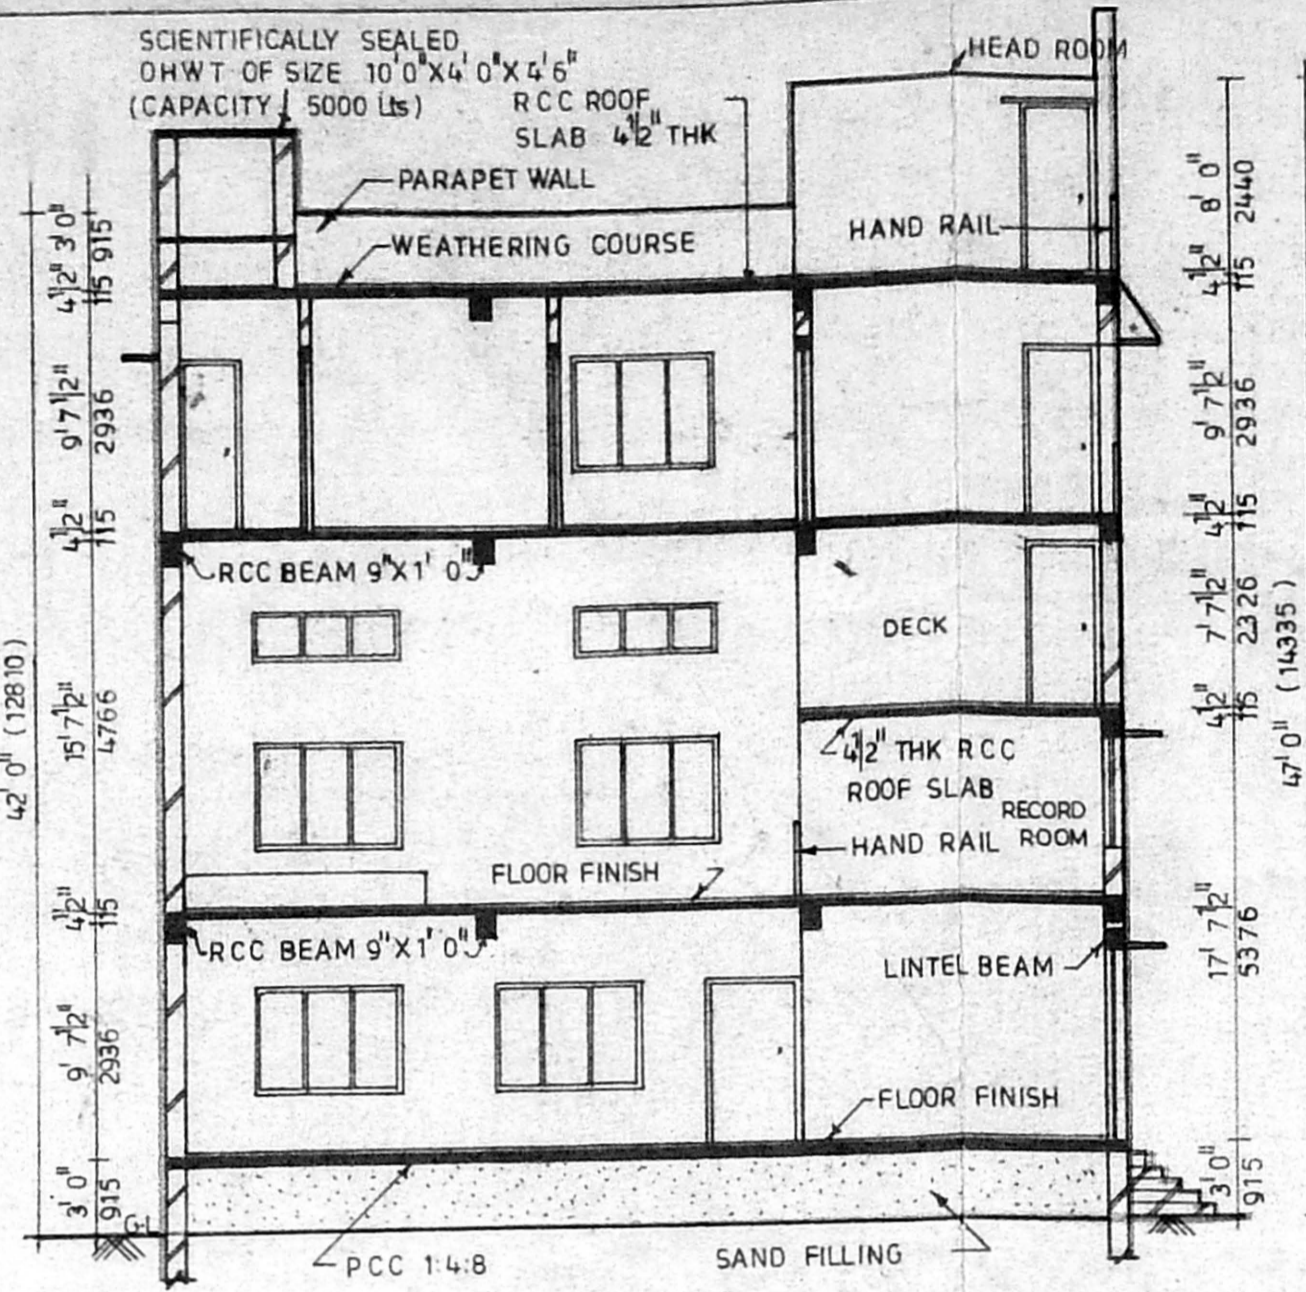 SCIENTIFICALLY SEALED
OHWT OF SIZE 10'0"X4'0"X4'6"
(CAPACITY 5000 Lts)
RCC ROOF
SLAB 4½" THK
HEAD ROOM
PARAPET WALL
WEATHERING COURSE
HAND RAIL
RCC BEAM 9"X1' 0"
DECK
4½" THK RCC
ROOF SLAB
RECORD
ROOM
HAND RAIL
FLOOR FINISH
RCC BEAM 9"X1' 0"
LINTEL BEAM
FLOOR FINISH
GL
PCC 1:4:8
SAND FILLING
42' 0" (12810)
3' 0"
915
4½"
115
9' 7½"
2936
4½"
115
15' 7½"
4766
4½"
115
9' 7½"
2936
3' 0"
915
8' 0"
2440
4½"
115
9' 7½"
2936
4½"
115
7' 7½"
2326
4½"
115
17' 7½"
5376
3' 0"
915
47' 0" (14335)